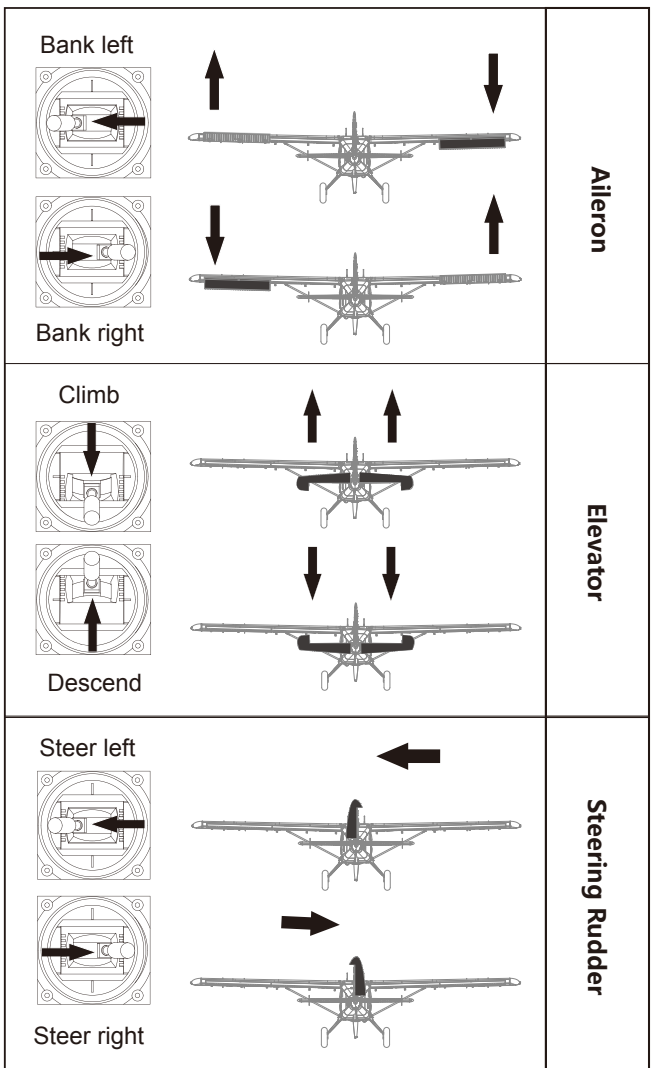 Bank left
Bank right
Aileron
Climb
Descend
Elevator
Steer left
Steer right
Steering Rudder